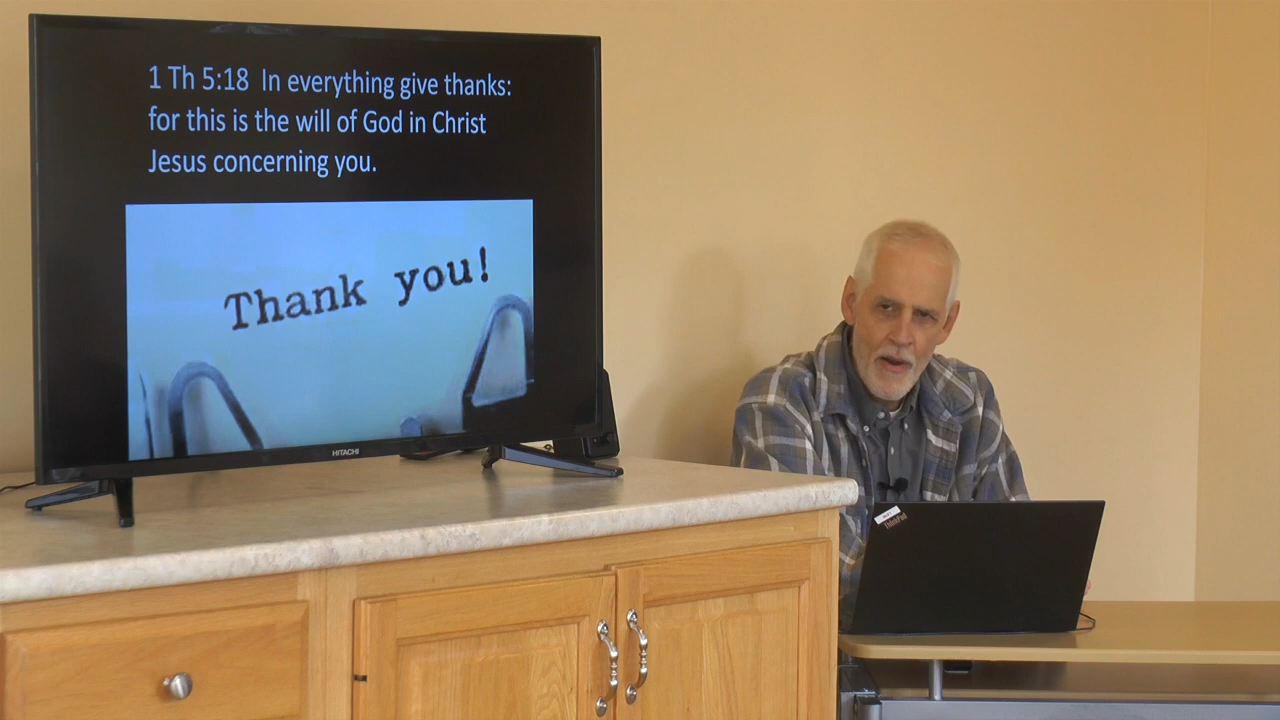 1 Th 5:18 In everything give thanks:
for this is the will of God in Christ
Jesus concerning you.
Thank you!
HITACHI
ThinkPad